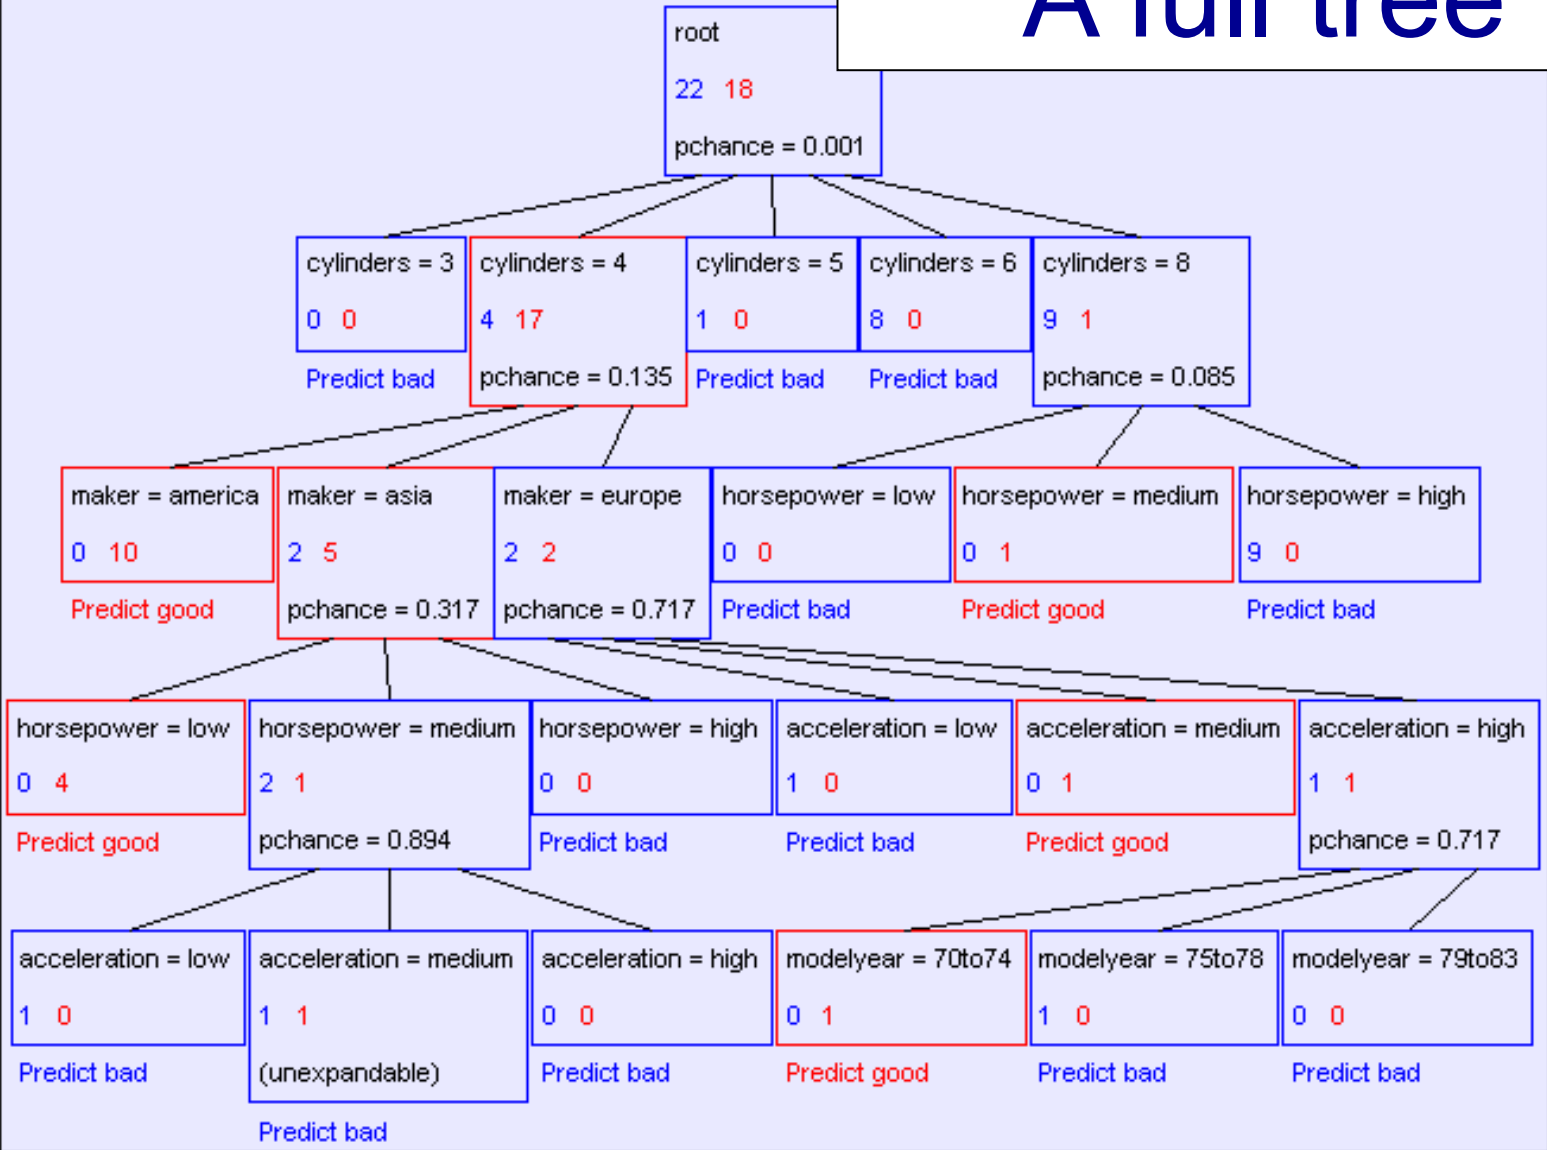 A full tree
root
22 18
pchance = 0.001
cylinders = 3
0 0
Predict bad
cylinders = 4
4 17
pchance = 0.135
cylinders = 5
1 0
Predict bad
cylinders = 6
8 0
Predict bad
cylinders = 8
9 1
pchance = 0.085
maker = america
0 10
Predict good
maker = asia
2 5
pchance = 0.317
maker = europe
2 2
pchance = 0.717
horsepower = low
0 0
Predict bad
horsepower = medium
0 1
Predict good
horsepower = high
9 0
Predict bad
horsepower = low
0 4
Predict good
horsepower = medium
2 1
pchance = 0.894
horsepower = high
0 0
Predict bad
acceleration = low
1 0
Predict bad
acceleration = medium
0 1
Predict good
acceleration = high
1 1
pchance = 0.717
acceleration = low
1 0
Predict bad
acceleration = medium
1 1
(unexpandable)
Predict bad
acceleration = high
0 0
Predict bad
modelyear = 70to74
0 1
Predict good
modelyear = 75to78
1 0
Predict bad
modelyear = 79to83
0 0
Predict bad